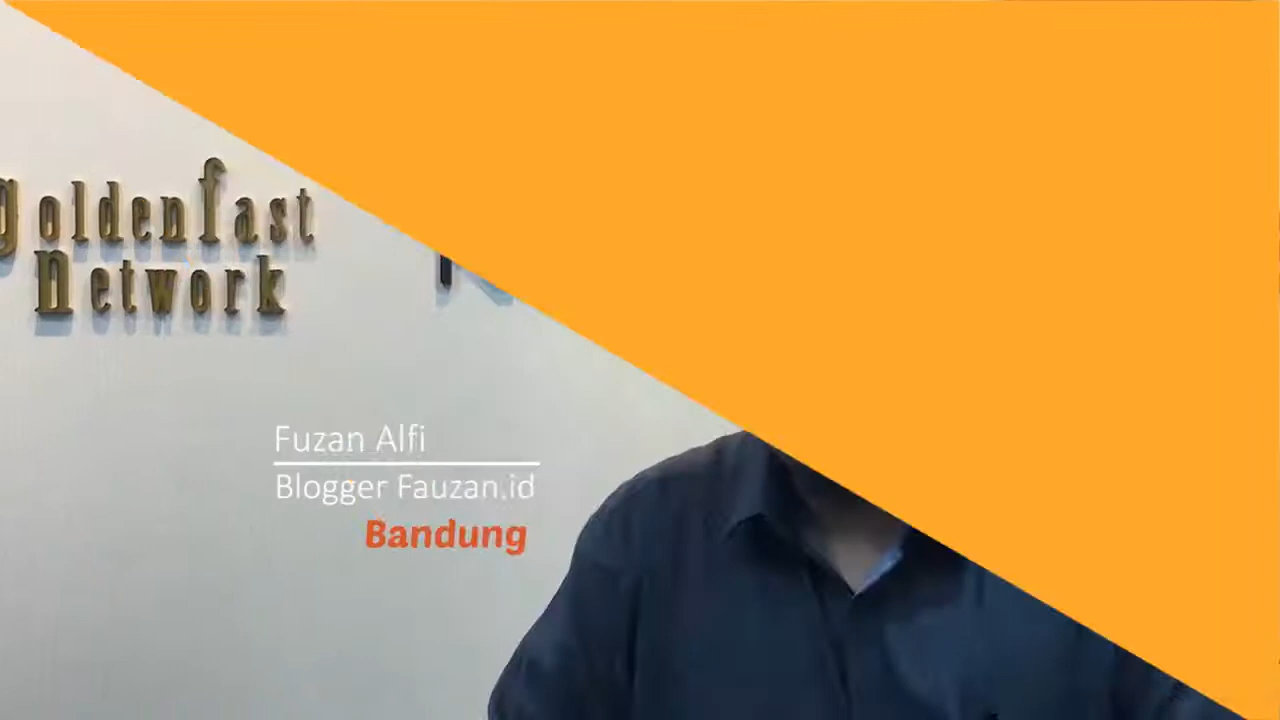 goldenfast
network
Fuzan Alfi
Blogger Fauzan.id
Bandung